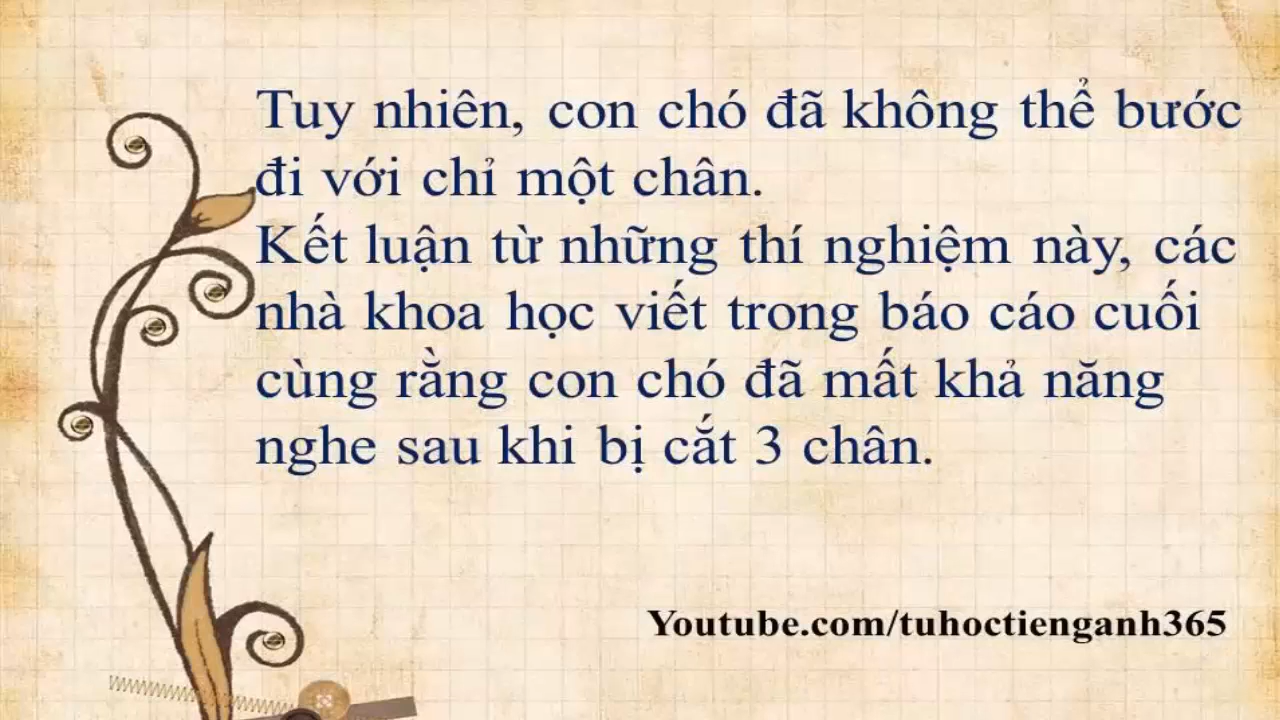 Tuy nhiên, con chó đã không thể bước
đi với chỉ một chân.
Kết luận từ những thí nghiệm này, các
nhà khoa học viết trong báo cáo cuối
cùng rằng con chó đã mất khả năng
nghe sau khi bị cắt 3 chân.
Youtube.com/tuhoctienganh365